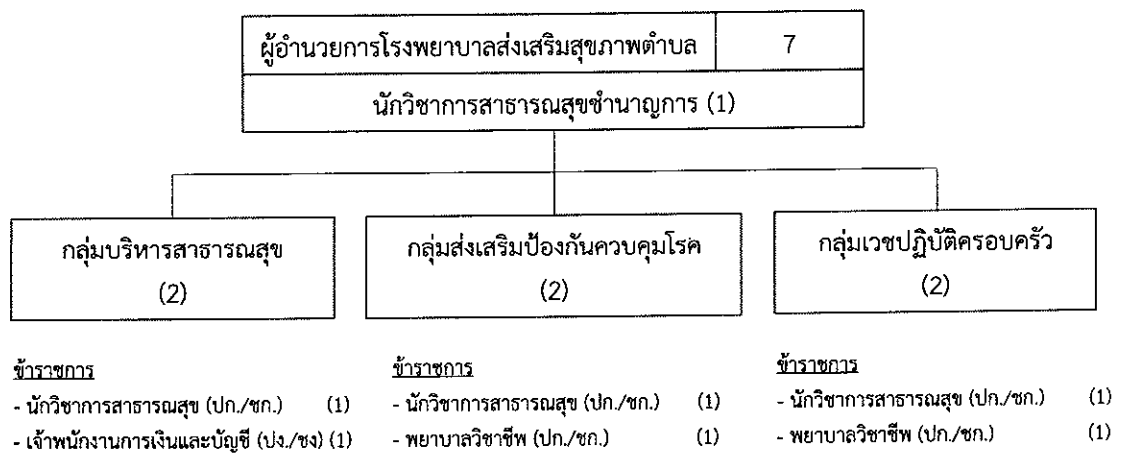 ผู้อำนวยการโรงพยาบาลส่งเสริมสุขภาพตำบล 7
นักวิชาการสาธารณสุขชำนาญการ (1)
กลุ่มบริหารสาธารณสุข
(2)
กลุ่มส่งเสริมป้องกันควบคุมโรค
(2)
กลุ่มเวชปฏิบัติครอบครัว
(2)
ข้าราชการ
- นักวิชาการสาธารณสุข (ปก./ชก.) (1)
- เจ้าพนักงานการเงินและบัญชี (ปง./ชง) (1)
ข้าราชการ
- นักวิชาการสาธารณสุข (ปก./ชก.) (1)
- พยาบาลวิชาชีพ (ปก./ชก.) (1)
ข้าราชการ
- นักวิชาการสาธารณสุข (ปก./ชก.) (1)
- พยาบาลวิชาชีพ (ปก./ชก.) (1)